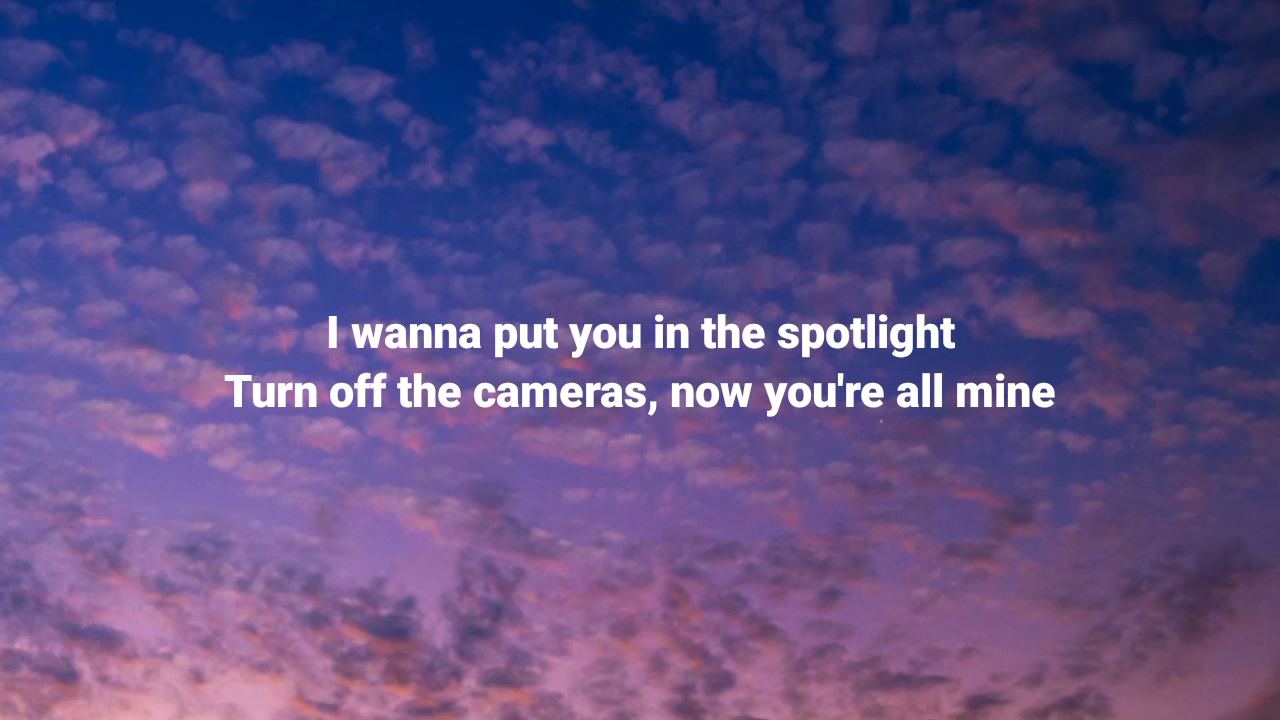 I wanna put you in the spotlight
Turn off the cameras, now you're all mine